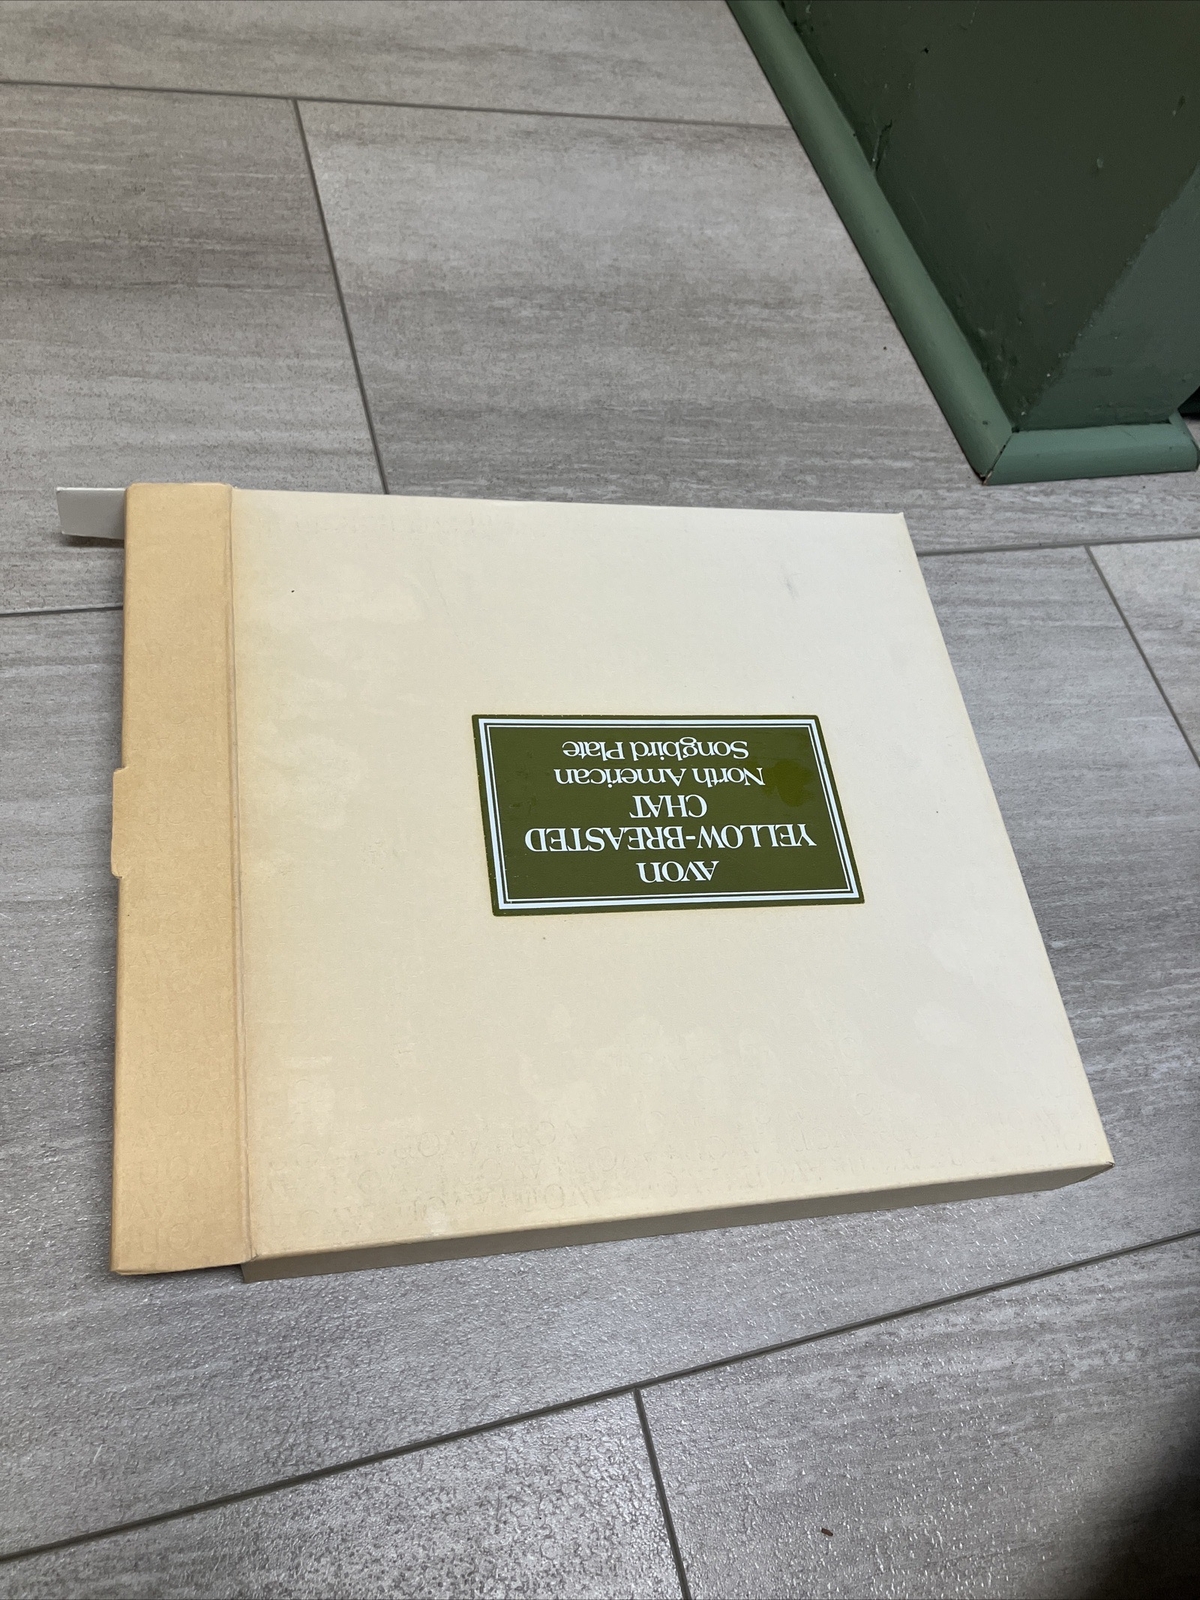 AVON
YELLOW-BREASTED
CHAT
North American
Songbird Plate